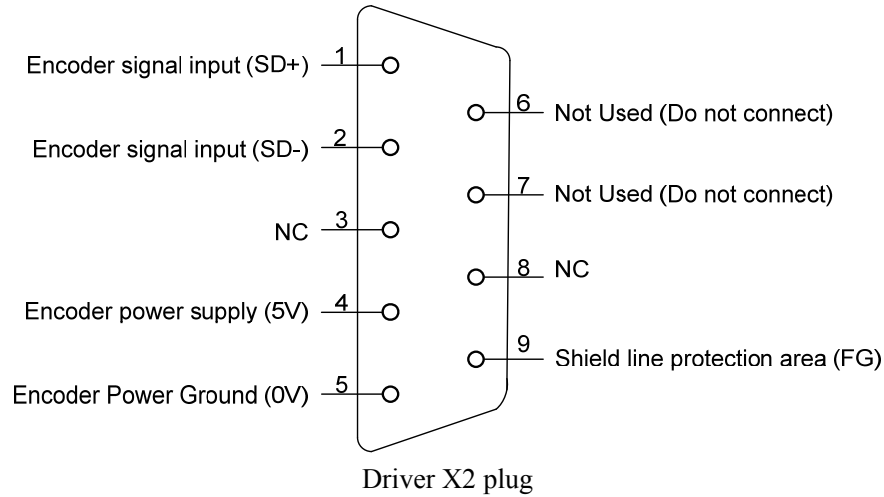 Encoder signal input (SD+) 1
6 Not Used (Do not connect)
Encoder signal input (SD-) 2
7 Not Used (Do not connect)
NC 3
8 NC
Encoder power supply (5V) 4
9 Shield line protection area (FG)
Encoder Power Ground (0V) 5
Driver X2 plug